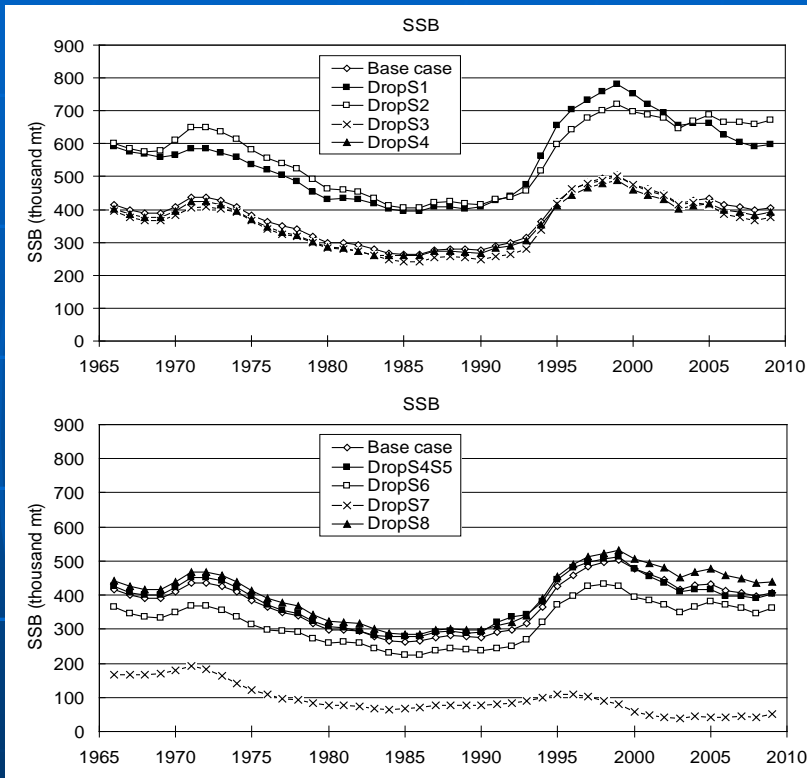 SSB
900
800
700
600
500
400
300
200
100
0
SSB (thousand mt)
Base case
DropS1
DropS2
DropS3
DropS4
1965 1970 1975 1980 1985 1990 1995 2000 2005 2010
SSB
900
800
700
600
500
400
300
200
100
0
SSB (thousand mt)
Base case
DropS4S5
DropS6
DropS7
DropS8
1965 1970 1975 1980 1985 1990 1995 2000 2005 2010